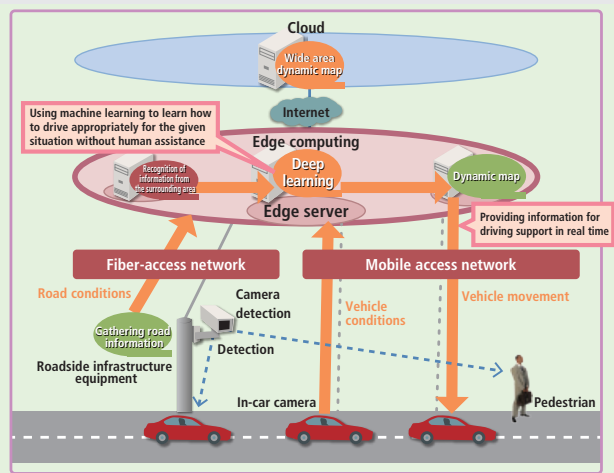 Cloud
Wide area
dynamic map
Internet
Using machine learning to learn how
to drive appropriately for the given
situation without human assistance
Edge computing
Recognition of
information from
the surrounding area
Deep
learning
Dynamic map
Edge server
Providing information for
driving support in real time
Fiber-access network
Mobile access network
Road conditions
Camera
detection
Vehicle
conditions
Vehicle movement
Gathering road
information
Detection
Roadside infrastructure
equipment
In-car camera
Pedestrian